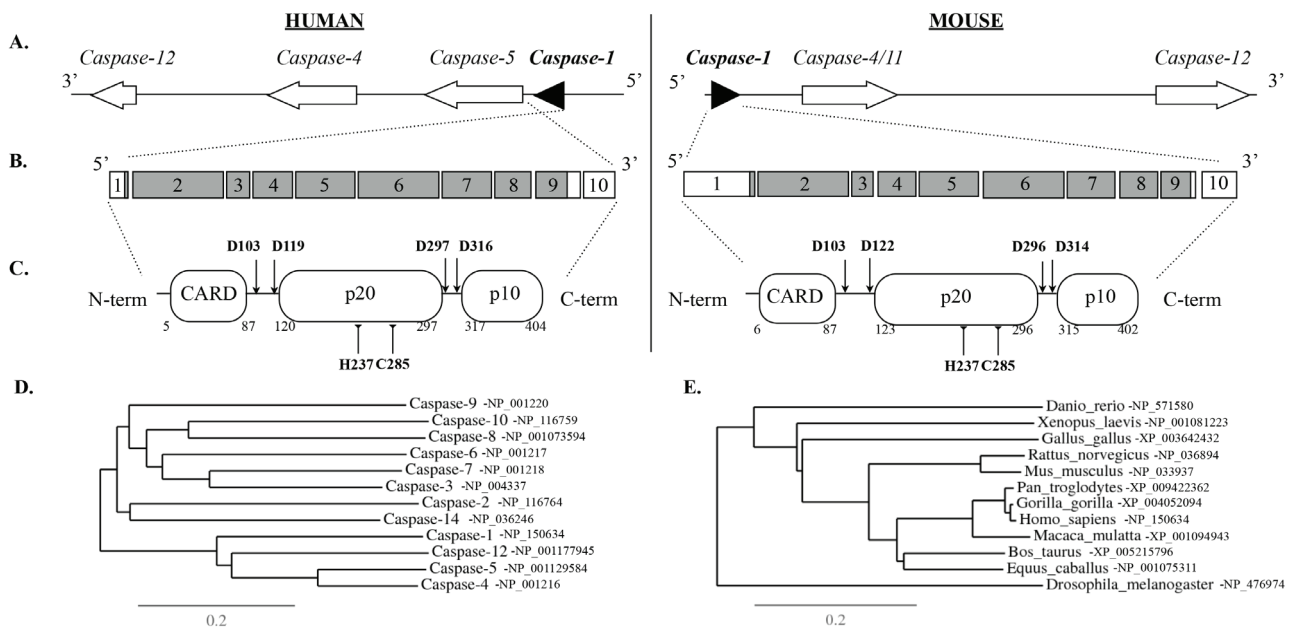 HUMAN
MOUSE
A.
Caspase-12
Caspase-4
Caspase-5
Caspase-1
3’
5’
Caspase-1
Caspase-4/11
Caspase-12
5’
3’
B.
5’
3’
1 2 3 4 5 6 7 8 9 10
5’
3’
1 2 3 4 5 6 7 8 9 10
C.
D103 D119 D297 D316
N-term CARD p20 p10 C-term
5 87 120 297 317 404
H237 C285
D103 D122 D296 D314
N-term CARD p20 p10 C-term
6 87 123 296 315 402
H237 C285
D.
Caspase-9 -NP_001220
Caspase-10 -NP_116759
Caspase-8 -NP_001073594
Caspase-6 -NP_001217
Caspase-7 -NP_001218
Caspase-3 -NP_004337
Caspase-2 -NP_116764
Caspase-14 -NP_036246
Caspase-1 -NP_150634
Caspase-12 -NP_001177945
Caspase-5 -NP_001129584
Caspase-4 -NP_001216
0.2
E.
Danio_rerio -NP_571580
Xenopus_laevis -NP_001081223
Gallus_gallus -XP_003642432
Rattus_norvegicus -NP_036894
Mus_musculus -NP_033937
Pan_troglodytes -XP_009422362
Gorilla_gorilla -XP_004052094
Homo_sapiens -NP_150634
Macaca_mulatta -XP_001094943
Bos_taurus -XP_005215796
Equus_caballus -NP_001075311
Drosophila_melanogaster -NP_476974
0.2